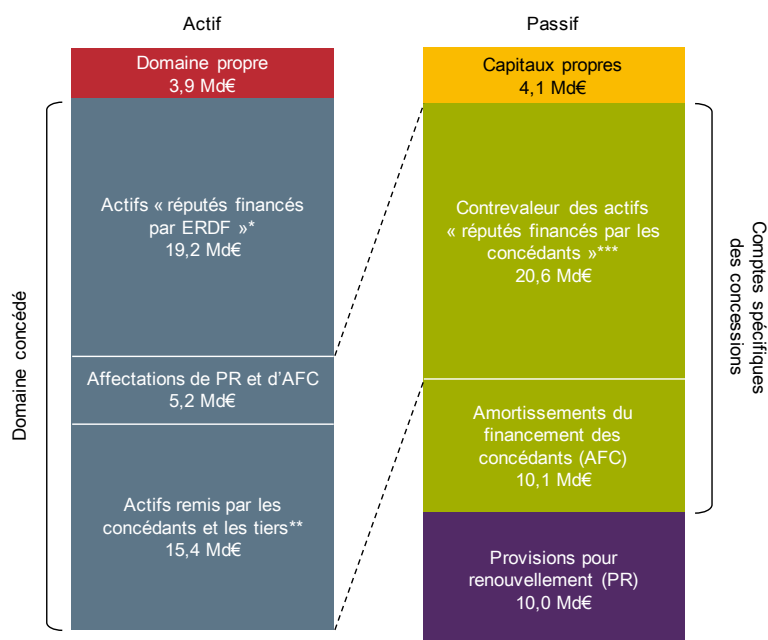 Actif
Domaine propre
3,9 Md€
Actifs « réputés financés
par ERDF »*
19,2 Md€
Affectations de PR et d’AFC
5,2 Md€
Actifs remis par les
concédants et les tiers**
15,4 Md€
Domaine concédé
Passif
Capitaux propres
4,1 Md€
Contrevaleur des actifs
« réputés financés par les
concédants »***
20,6 Md€
Amortissements du
financement des
concédants (AFC)
10,1 Md€
Provisions pour
renouvellement (PR)
10,0 Md€
Comptes spécifiques
des concessions